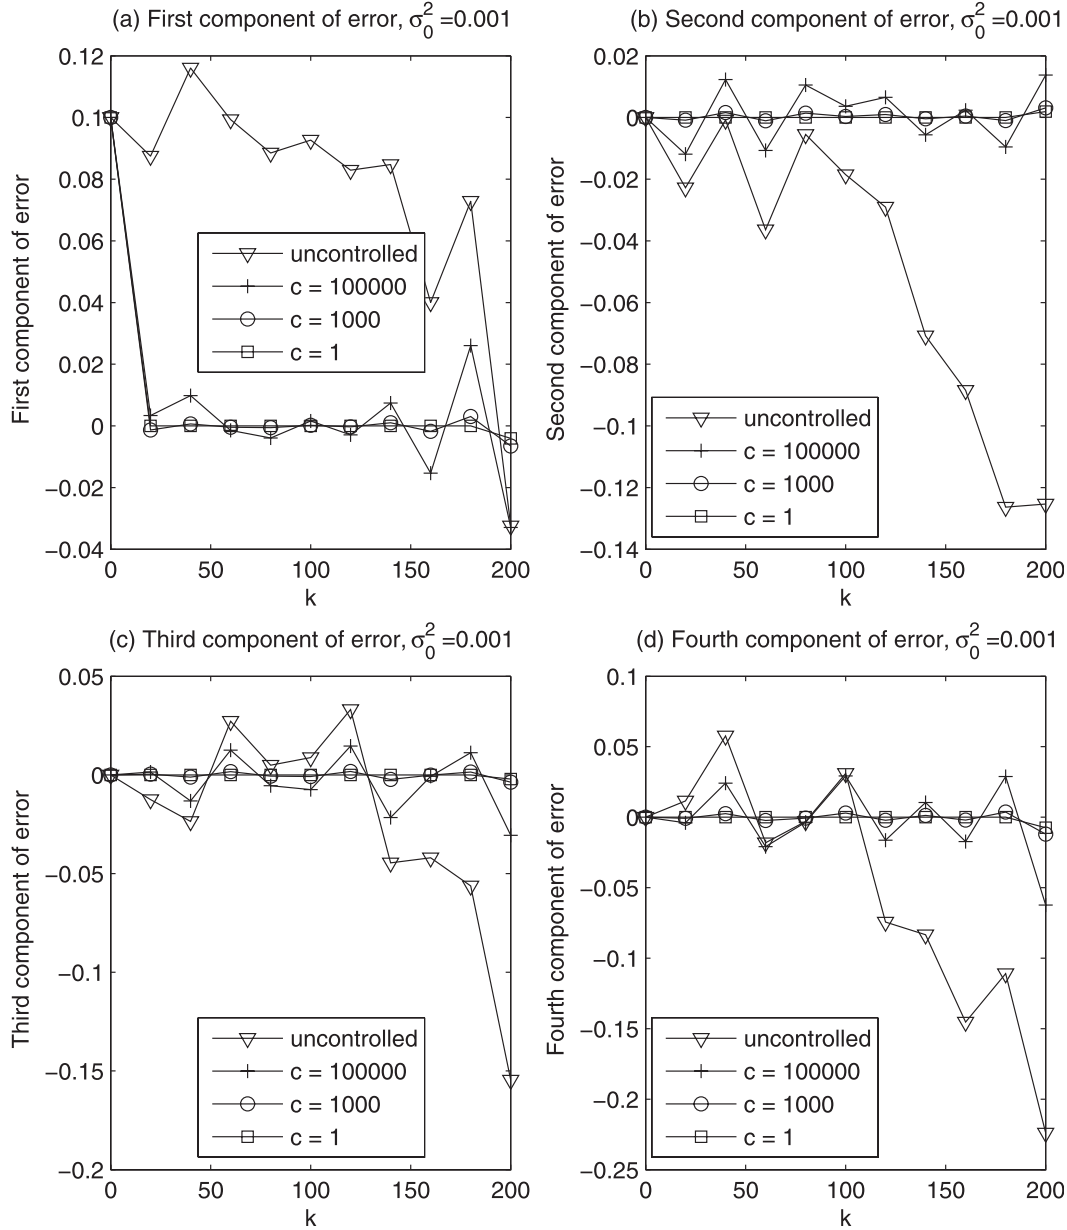 (a) First component of error, σ₀² =0.001
0.12
0.1
0.08
0.06
0.04
0.02
0
−0.02
−0.04
First component of error
uncontrolled
c = 100000
c = 1000
c = 1
0 50 100 150 200
k
(b) Second component of error, σ₀² =0.001
0.02
0
−0.02
−0.04
−0.06
−0.08
−0.1
−0.12
−0.14
Second component of error
uncontrolled
c = 100000
c = 1000
c = 1
0 50 100 150 200
k
(c) Third component of error, σ₀² =0.001
0.05
0
−0.05
−0.1
−0.15
−0.2
Third component of error
uncontrolled
c = 100000
c = 1000
c = 1
0 50 100 150 200
k
(d) Fourth component of error, σ₀² =0.001
0.1
0.05
0
−0.05
−0.1
−0.15
−0.2
−0.25
Fourth component of error
uncontrolled
c = 100000
c = 1000
c = 1
0 50 100 150 200
k